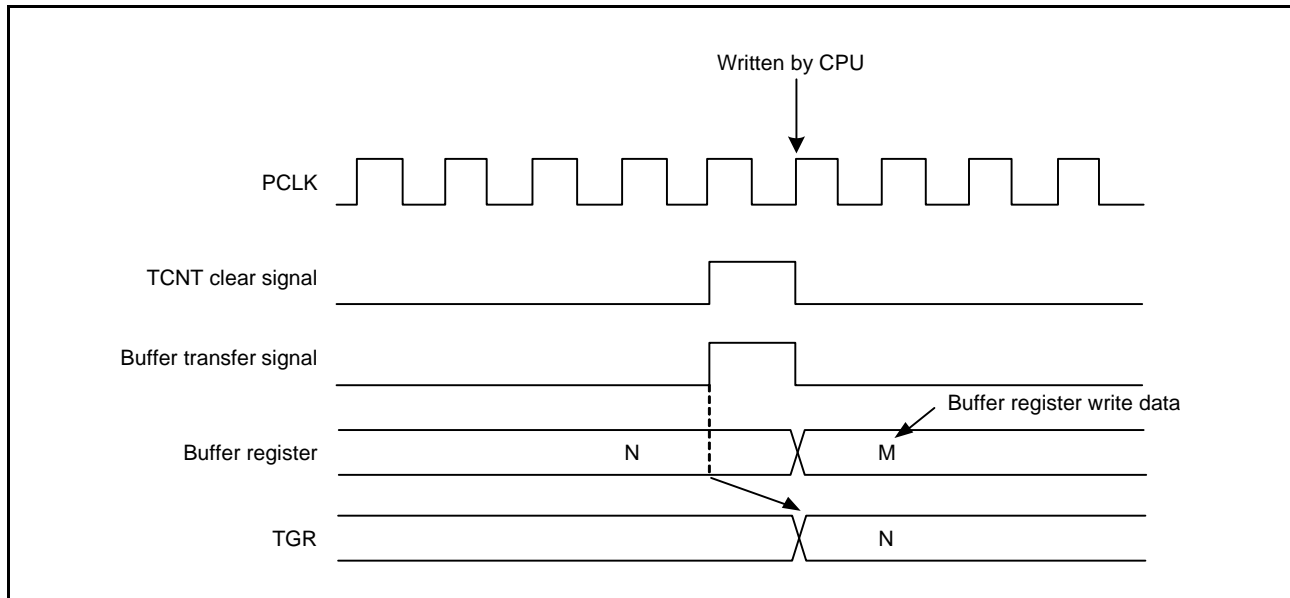 Written by CPU
PCLK
TCNT clear signal
Buffer transfer signal
Buffer register write data
Buffer register
N
M
TGR
N